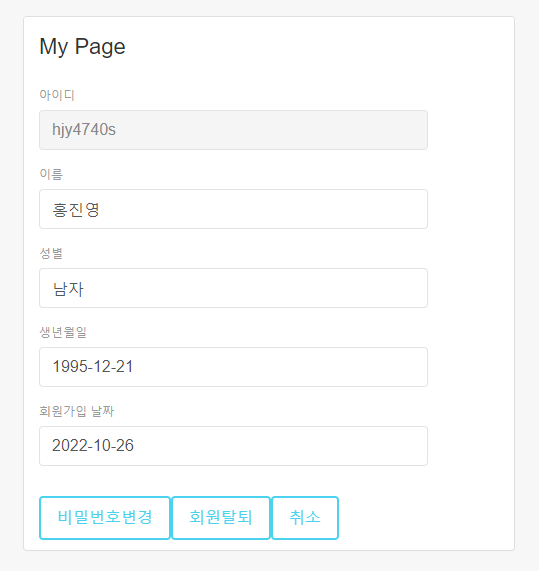 My Page
아이디
hjy4740s
이름
홍진영
성별
남자
생년월일
1995-12-21
회원가입 날짜
2022-10-26
비밀번호변경 회원탈퇴 취소